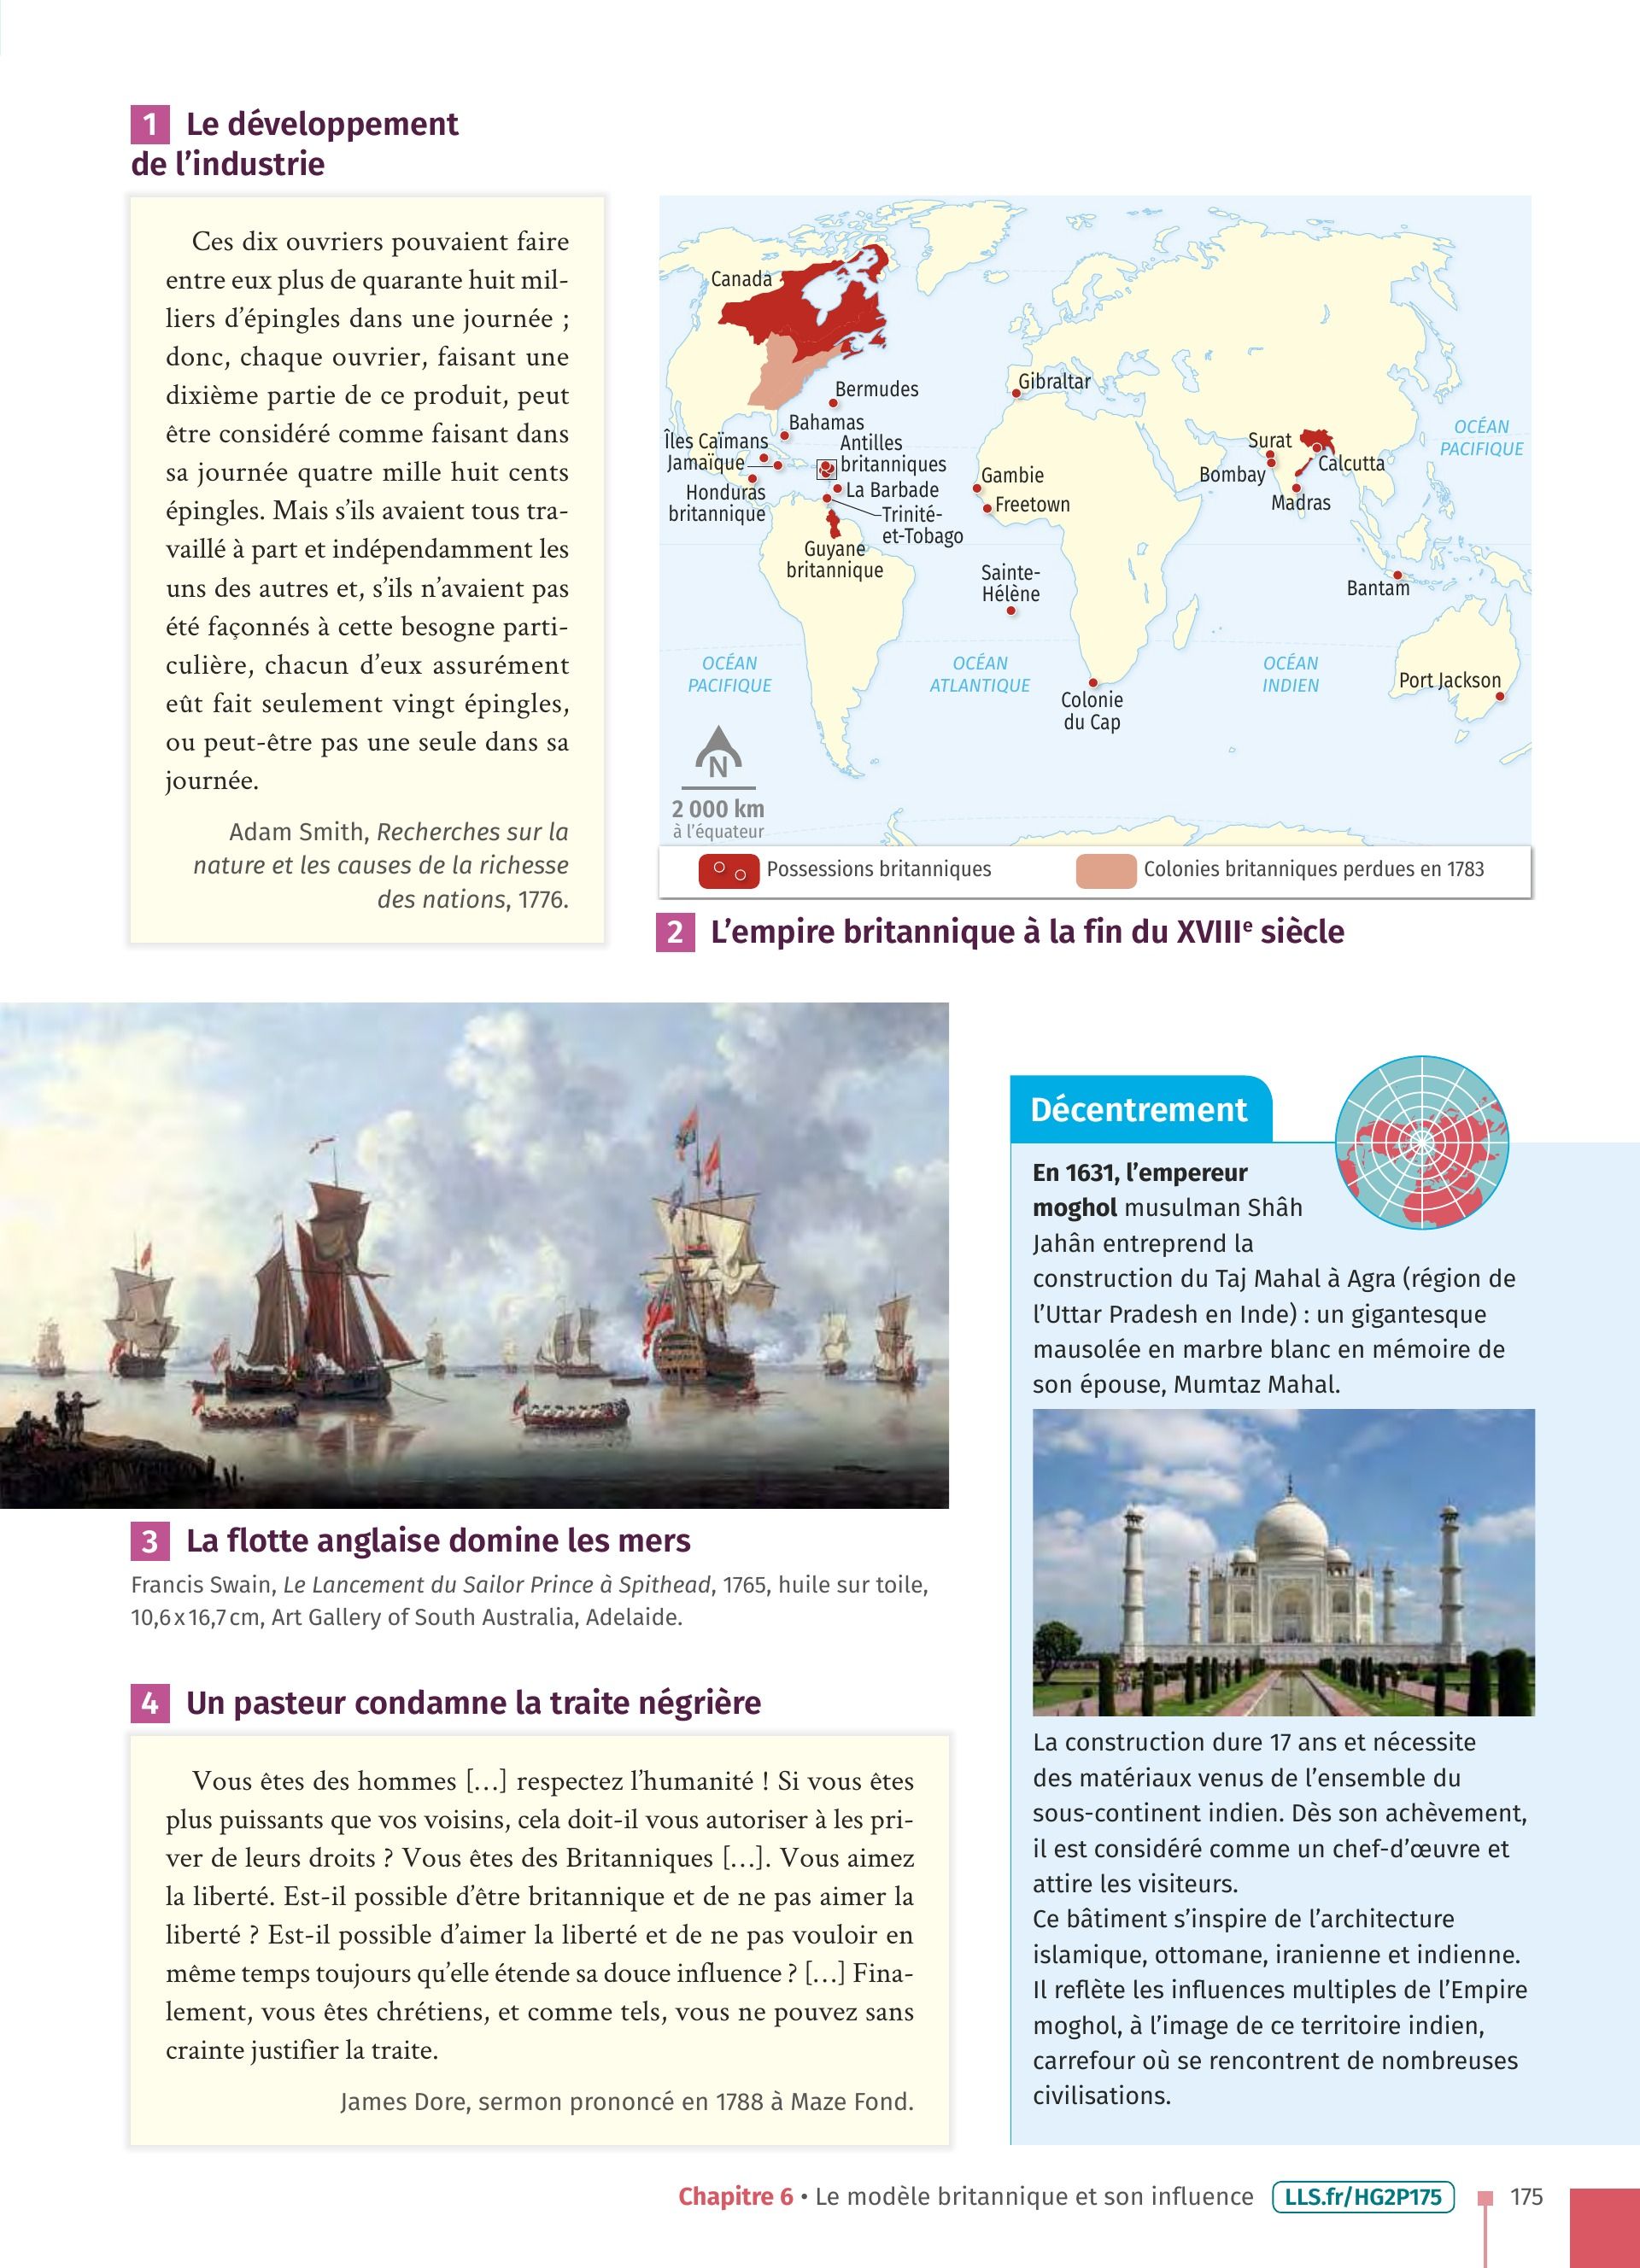 1 Le développement
de l'industrie
Ces dix ouvriers pouvaient faire
entre eux plus de quarante huit mil-
liers d'épingles dans une journée ;
donc, chaque ouvrier, faisant une
dixième partie de ce produit, peut
être considéré comme faisant dans
sa journée quatre mille huit cents
épingles. Mais s'ils avaient tous tra-
vaillé à part et indépendamment les
uns des autres et, s'ils n'avaient pas
été façonnés à cette besogne parti-
culière, chacun d'eux assurément
eût fait seulement vingt épingles,
ou peut-être pas une seule dans sa
journée.
Adam Smith, Recherches sur la
nature et les causes de la richesse
des nations, 1776.
Canada
Bermudes
Bahamas
Îles Caïmans
Jamaïque
Antilles
britanniques
Honduras
britannique
La Barbade
Trinité-
et-Tobago
Guyane
britannique
Gibraltar
Gambie
Freetown
Sainte-
Hélène
Colonie
du Cap
Surat
Bombay
Calcutta
Madras
Bantam
Port Jackson
OCÉAN
PACIFIQUE
OCÉAN
PACIFIQUE
OCÉAN
ATLANTIQUE
OCÉAN
INDIEN
N
2 000 km
à l'équateur
Possessions britanniques
Colonies britanniques perdues en 1783
2 L'empire britannique à la fin du XVIIIe siècle
3 La flotte anglaise domine les mers
Francis Swain, Le Lancement du Sailor Prince à Spithead, 1765, huile sur toile,
10,6 x 16,7 cm, Art Gallery of South Australia, Adelaide.
4 Un pasteur condamne la traite négrière
Vous êtes des hommes […] respectez l'humanité ! Si vous êtes
plus puissants que vos voisins, cela doit-il vous autoriser à les pri-
ver de leurs droits ? Vous êtes des Britanniques […]. Vous aimez
la liberté. Est-il possible d'être britannique et de ne pas aimer la
liberté ? Est-il possible d'aimer la liberté et de ne pas vouloir en
même temps toujours qu'elle étende sa douce influence ? […] Fina-
lement, vous êtes chrétiens, et comme tels, vous ne pouvez sans
crainte justifier la traite.
James Dore, sermon prononcé en 1788 à Maze Fond.
Décentrement
En 1631, l'empereur
moghol musulman Shâh
Jahân entreprend la
construction du Taj Mahal à Agra (région de
l'Uttar Pradesh en Inde) : un gigantesque
mausolée en marbre blanc en mémoire de
son épouse, Mumtaz Mahal.
La construction dure 17 ans et nécessite
des matériaux venus de l'ensemble du
sous-continent indien. Dès son achèvement,
il est considéré comme un chef-d'œuvre et
attire les visiteurs.
Ce bâtiment s'inspire de l'architecture
islamique, ottomane, iranienne et indienne.
Il reflète les influences multiples de l'Empire
moghol, à l'image de ce territoire indien,
carrefour où se rencontrent de nombreuses
civilisations.
Chapitre 6 • Le modèle britannique et son influence LLS.fr/HG2P175 175